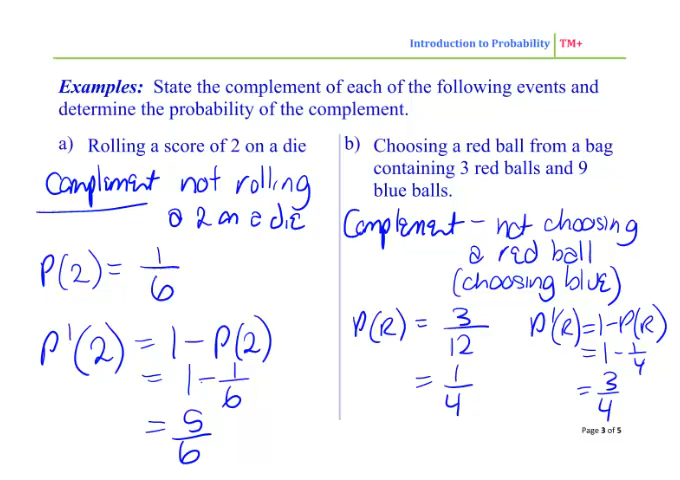 Introduction to Probability TM+
Examples: State the complement of each of the following events and
determine the probability of the complement.
a) Rolling a score of 2 on a die
Complement not rolling
a 2 on a die
P(2) = 1/6
P'(2) = 1 - P(2)
= 1 - 1/6
= 5/6
b) Choosing a red ball from a bag
containing 3 red balls and 9
blue balls.
Complement - not choosing
a red ball
(choosing blue)
P(R) = 3/12
= 1/4
P'(R) = 1 - P(R)
= 1 - 1/4
= 3/4
Page 3 of 5